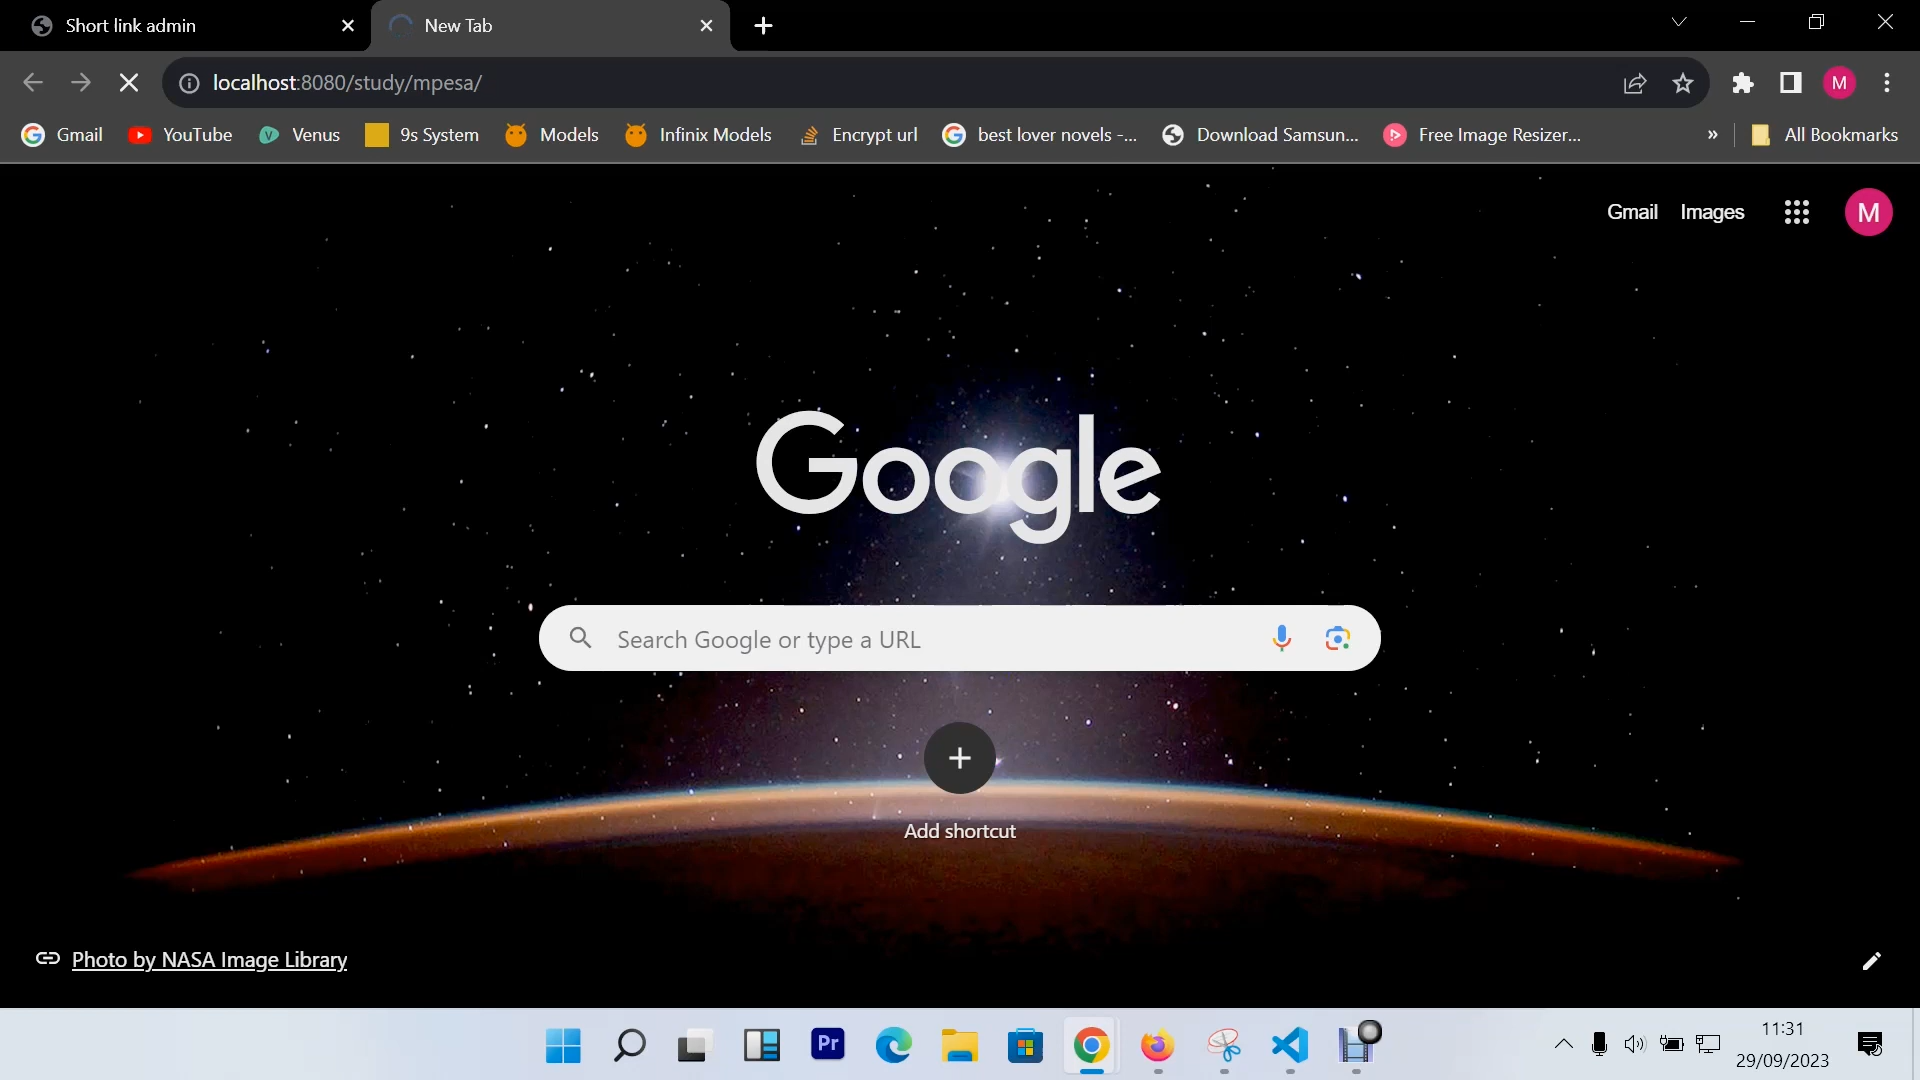 Short link admin
New Tab
localhost:8080/study/mpesa/
M
Gmail
YouTube
V Venus
9s System
Models
Infinix Models
Encrypt url
best lover novels -...
Download Samsun...
Free Image Resizer...
»
All Bookmarks
Gmail Images M
Google
Search Google or type a URL
Add shortcut
Photo by NASA Image Library
Pr
11:31
29/09/2023